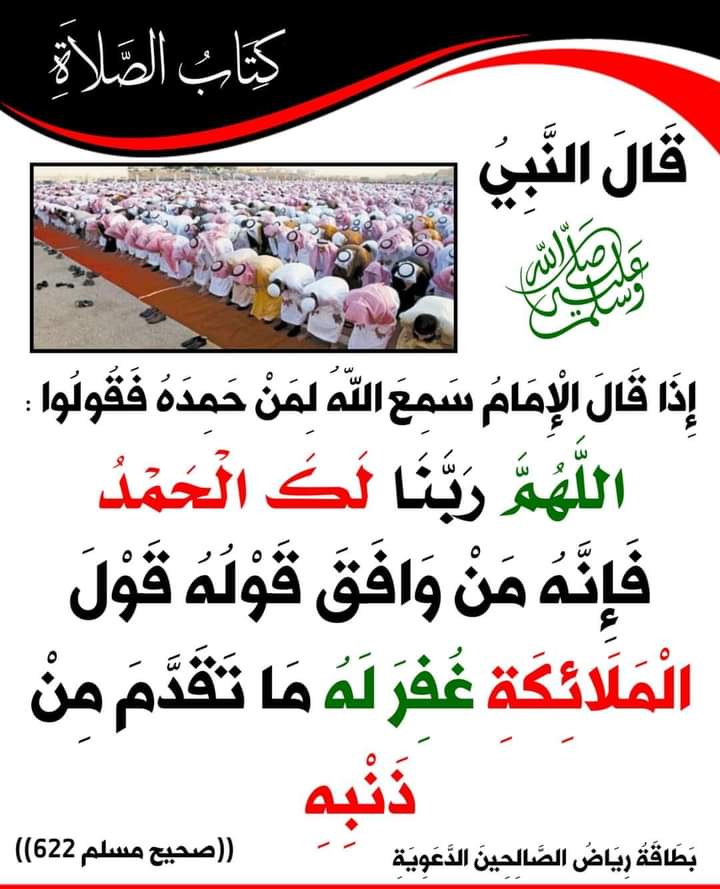 كِتَابُ الصَّلَاةِ
قَالَ النَّبِيُ
صلى الله عليه وسلم
إِذَا قَالَ الْإِمَامُ سَمِعَ اللَّهُ لِمَنْ حَمِدَهُ فَقُولُوا :
اللَّهُمَّ رَبَّنَا لَكَ الْحَمْدُ
فَإِنَّهُ مَنْ وَافَقَ قَوْلُهُ قَوْلَ
الْمَلَائِكَةِ غُفِرَ لَهُ مَا تَقَدَّمَ مِنْ
ذَنْبِهِ
بَطَاقَةُ رِيَاضُ الصَّالِحِينَ الدَّعَوِيَةِ ((صحيح مسلم 622))